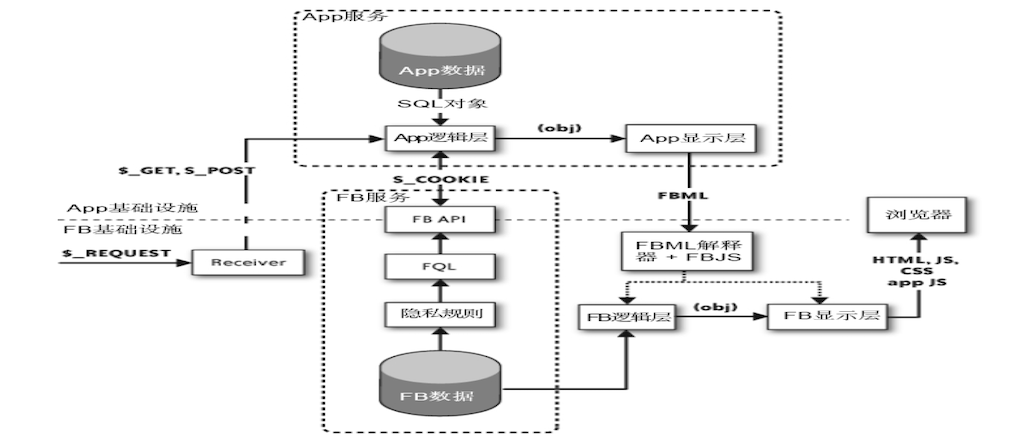 App服务
App数据
SQL对象
App逻辑层
(obj)
App显示层
$_GET, $_POST
$_COOKIE
FBML
FB服务
App基础设施
FB基础设施
FB API
浏览器
$_REQUEST
Receiver
FQL
FBML解释
器 + FBJS
HTML, JS,
CSS
app JS
隐私规则
FB逻辑层
(obj)
FB显示层
FB数据